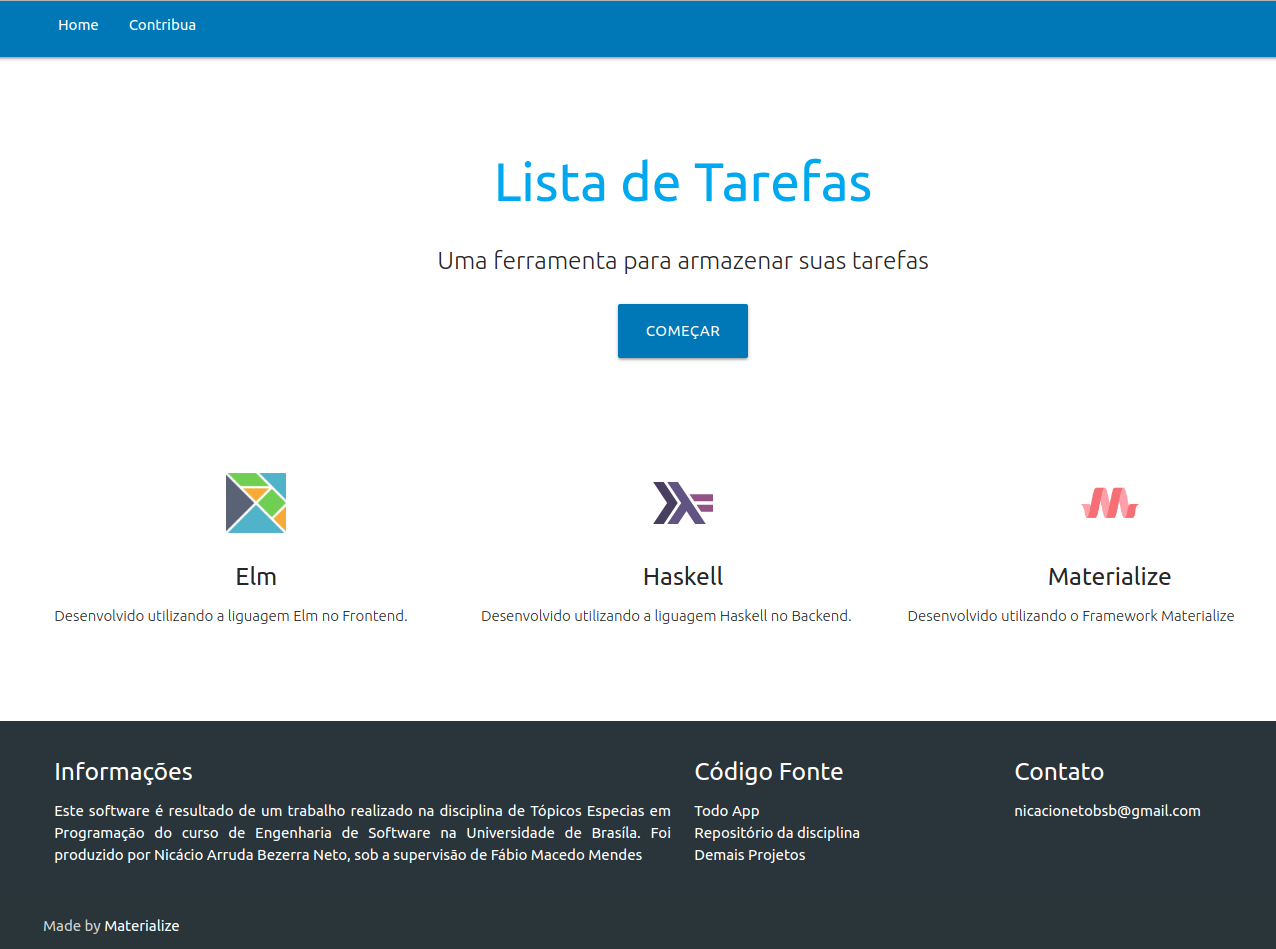 Home Contribua
Lista de Tarefas
Uma ferramenta para armazenar suas tarefas
COMEÇAR
Elm
Desenvolvido utilizando a liguagem Elm no Frontend.
Haskell
Desenvolvido utilizando a liguagem Haskell no Backend.
Materialize
Desenvolvido utilizando o Framework Materialize
Informações
Este software é resultado de um trabalho realizado na disciplina de Tópicos Especias em
Programação do curso de Engenharia de Software na Universidade de Brasíla. Foi
produzido por Nicácio Arruda Bezerra Neto, sob a supervisão de Fábio Macedo Mendes
Código Fonte
Todo App
Repositório da disciplina
Demais Projetos
Contato
nicacionetobsb@gmail.com
Made by Materialize